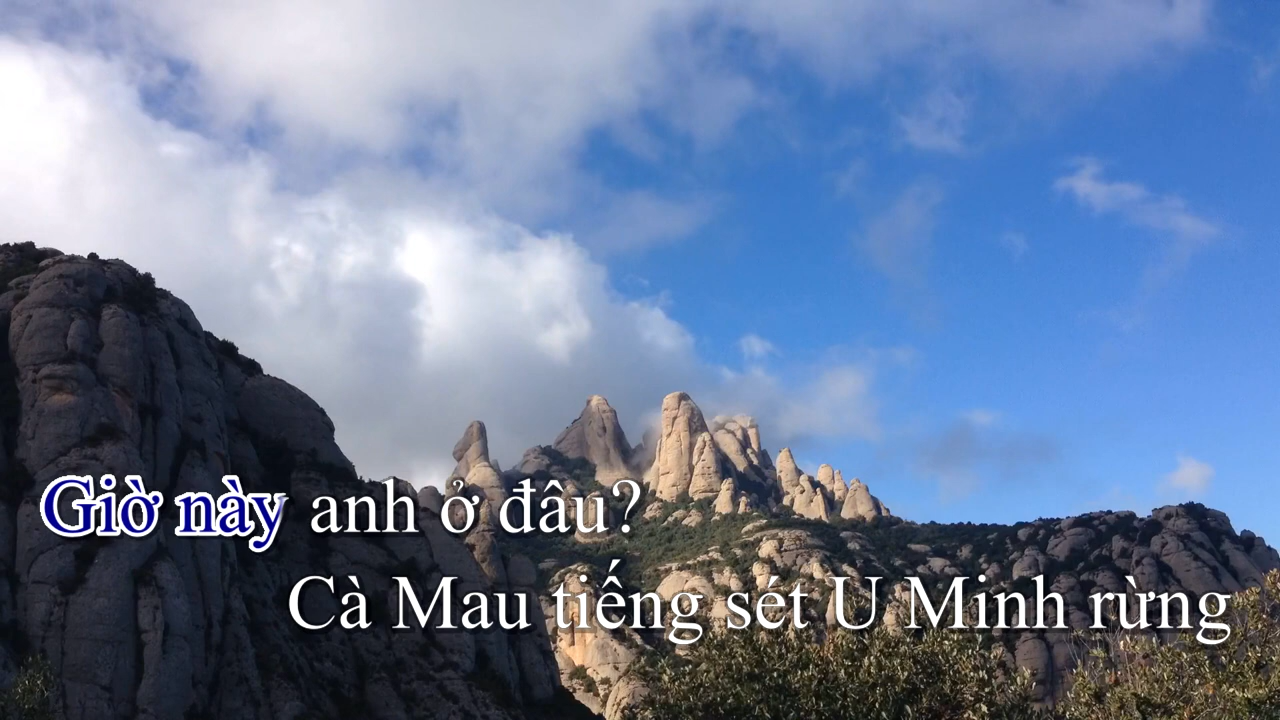 Giờ này anh ở đâu?
Cà Mau tiếng sét U Minh rừng